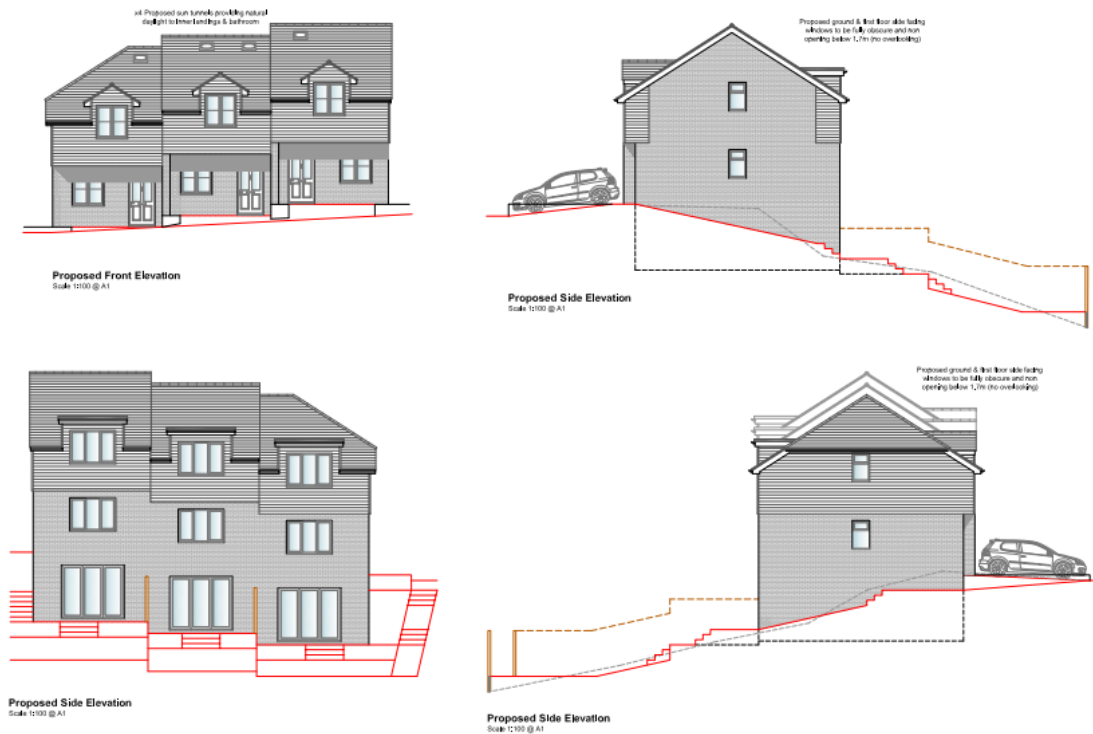 x4 Proposed sun tunnels providing natural
daylight to inner landings & bathroom
Proposed ground & first floor side facing
windows to be fully obscure and non
opening below 1.7m (no overlooking)
Proposed Front Elevation
Scale 1:100 @ A1
Proposed Side Elevation
Scale 1:100 @ A1
Proposed ground & first floor side facing
windows to be fully obscure and non
opening below 1.7m (no overlooking)
Proposed Side Elevation
Scale 1:100 @ A1
Proposed Side Elevation
Scale 1:100 @ A1